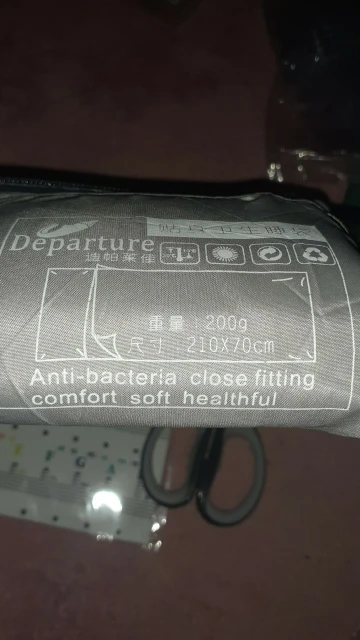 贴身卫生睡袋
Departure
迪帕莱佳
重量：200g
尺寸：210X70cm
Anti-bacteria close fitting
comfort soft healthful